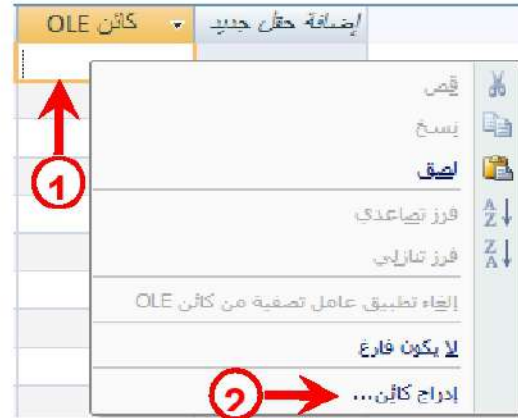 إضافة حقل جديد
كائن OLE
قص
نسخ
لصق
فرز تصاعدي
فرز تنازلي
إلغاء تطبيق عامل تصفية من كائن OLE
لا يكون فارغ
إدراج كائن...
1
2